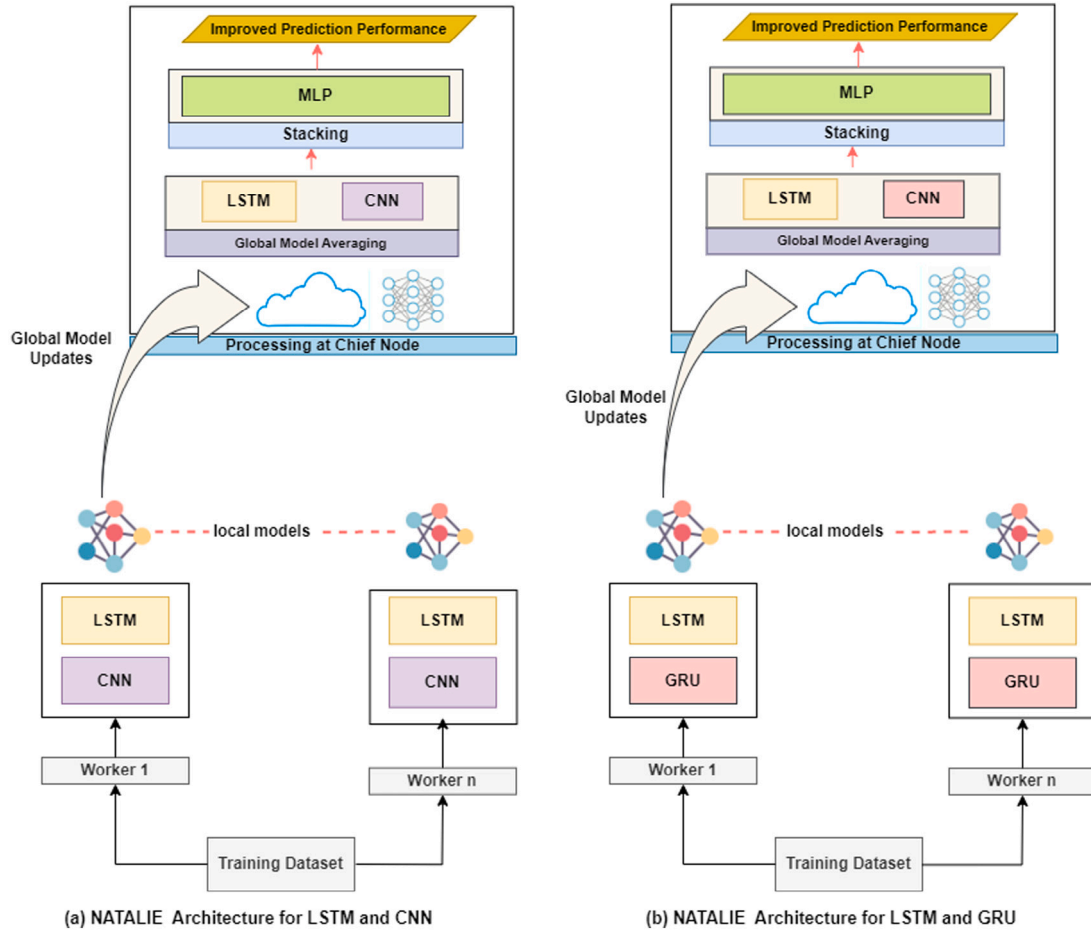 Improved Prediction Performance
MLP
Stacking
LSTM
CNN
Global Model Averaging
Global Model
Updates
Processing at Chief Node
local models
LSTM
CNN
LSTM
CNN
Worker 1
Worker n
Training Dataset
(a) NATALIE Architecture for LSTM and CNN
Improved Prediction Performance
MLP
Stacking
LSTM
CNN
Global Model Averaging
Processing at Chief Node
Global Model
Updates
local models
LSTM
GRU
LSTM
GRU
Worker 1
Worker n
Training Dataset
(b) NATALIE Architecture for LSTM and GRU